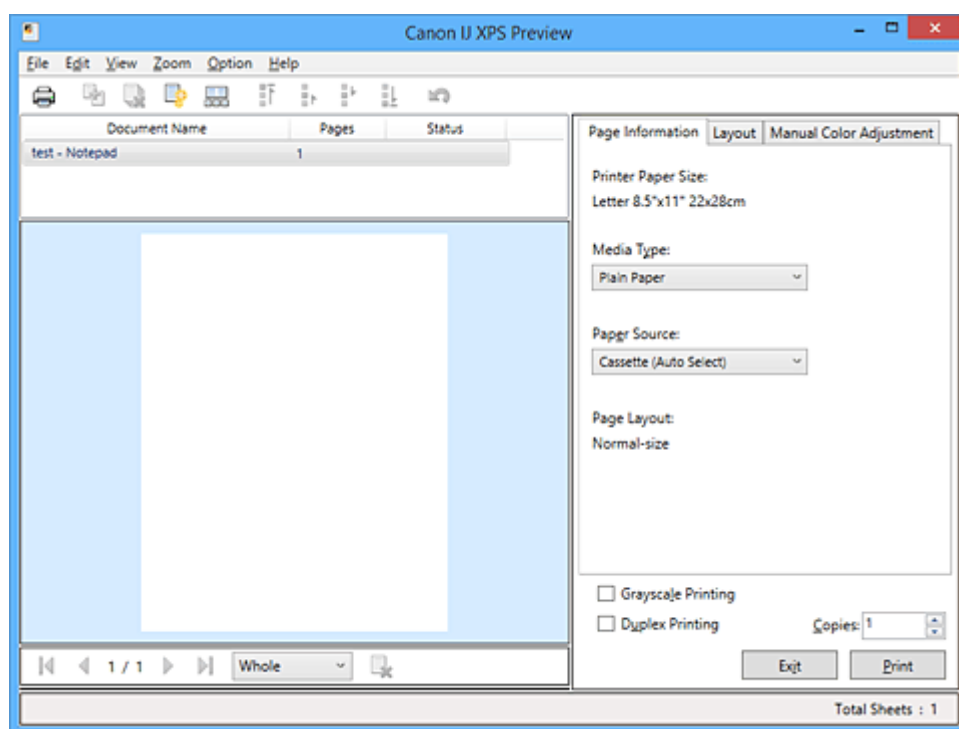 Canon IJ XPS Preview
File Edit View Zoom Option Help
Document Name Pages Status
test - Notepad 1
Page Information Layout Manual Color Adjustment
Printer Paper Size:
Letter 8.5"x11" 22x28cm
Media Type:
Plain Paper
Paper Source:
Cassette (Auto Select)
Page Layout:
Normal-size
Grayscale Printing
Duplex Printing Copies: 1
1 / 1 Whole Exit Print
Total Sheets : 1